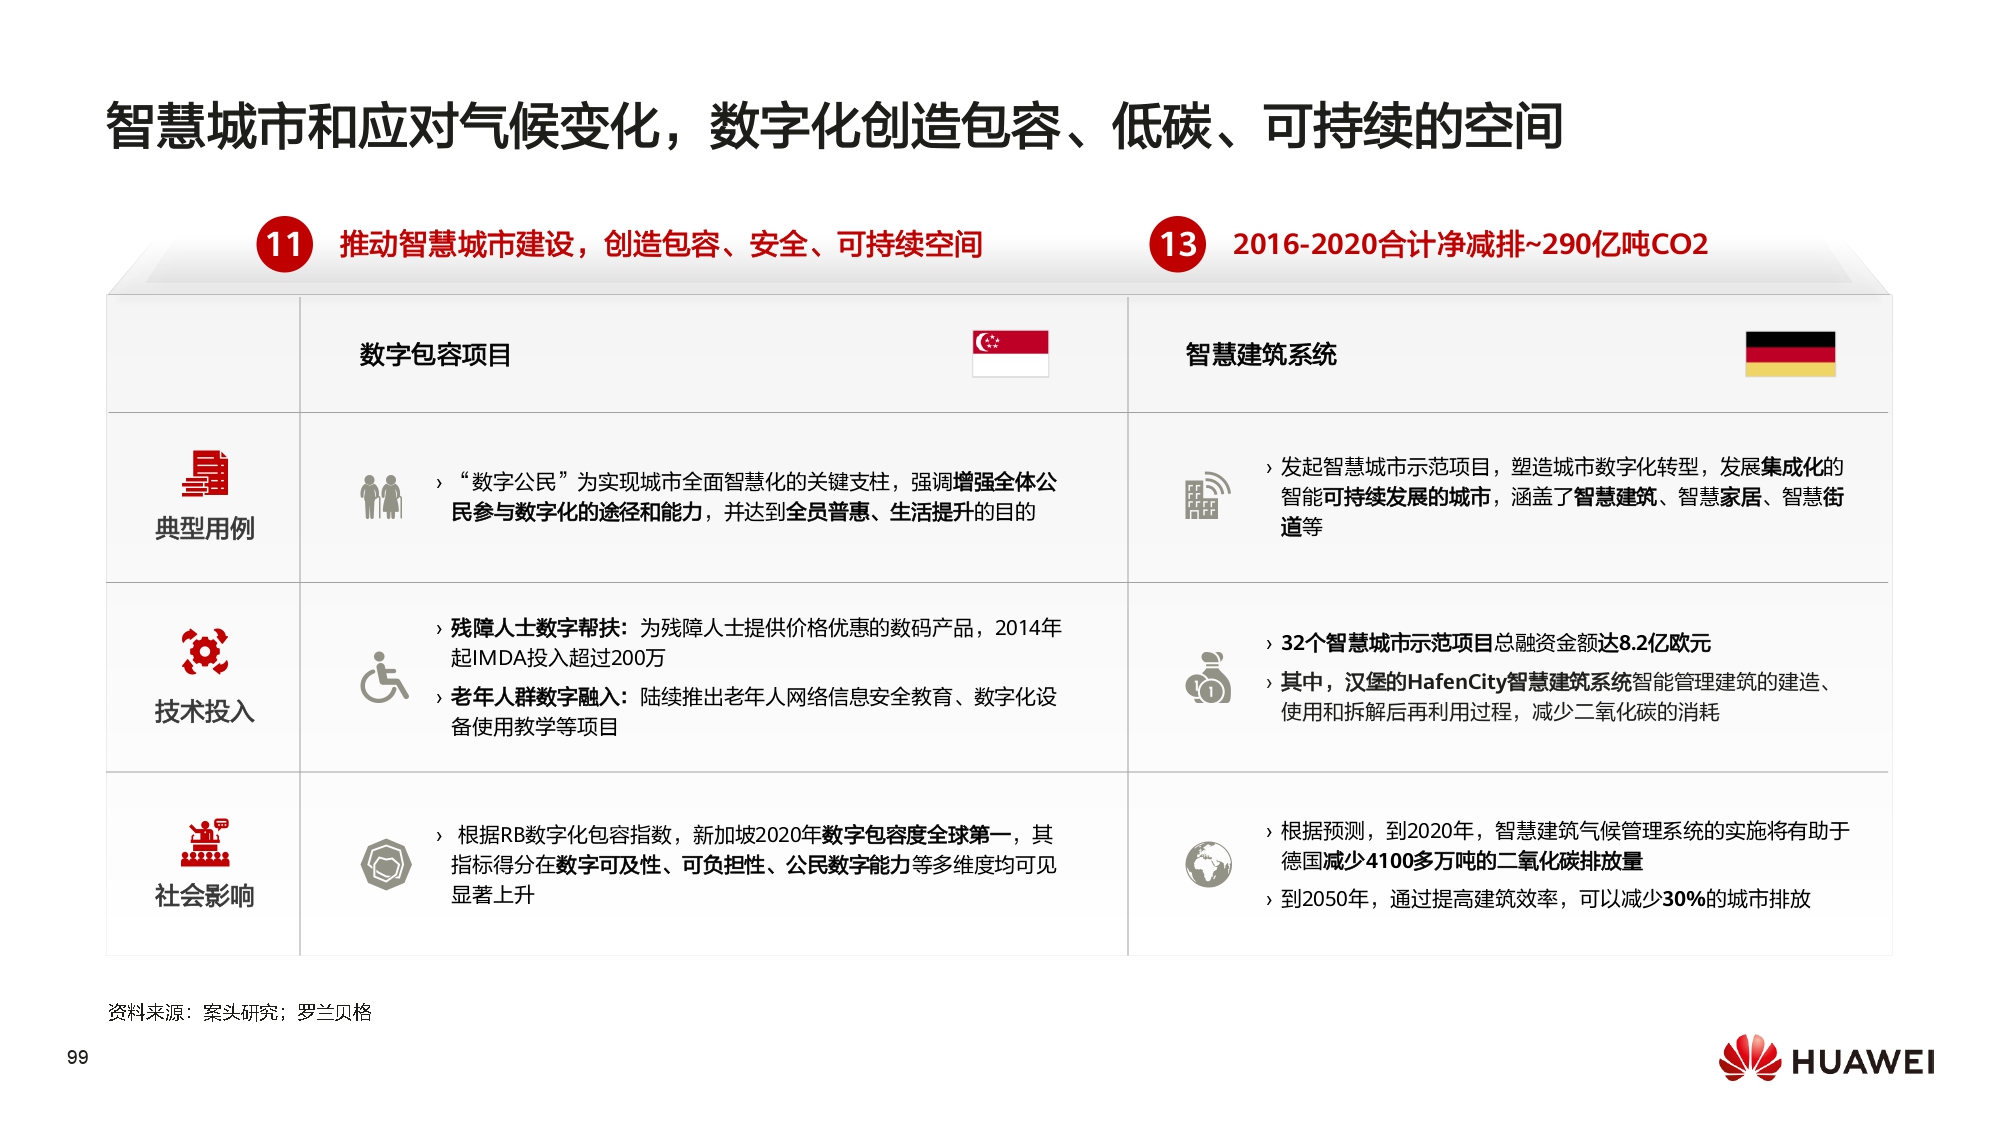 智慧城市和应对气候变化，数字化创造包容、低碳、可持续的空间
11 推动智慧城市建设，创造包容、安全、可持续空间
13 2016-2020合计净减排~290亿吨CO2
数字包容项目
智慧建筑系统
典型用例
› “数字公民”为实现城市全面智慧化的关键支柱，强调增强全体公
民参与数字化的途径和能力，并达到全员普惠、生活提升的目的
› 发起智慧城市示范项目，塑造城市数字化转型，发展集成化的
智能可持续发展的城市，涵盖了智慧建筑、智慧家居、智慧街
道等
技术投入
› 残障人士数字帮扶：为残障人士提供价格优惠的数码产品，2014年
起IMDA投入超过200万
› 老年人群数字融入：陆续推出老年人网络信息安全教育、数字化设
备使用教学等项目
› 32个智慧城市示范项目总融资金额达8.2亿欧元
› 其中，汉堡的HafenCity智慧建筑系统智能管理建筑的建造、
使用和拆解后再利用过程，减少二氧化碳的消耗
社会影响
› 根据RB数字化包容指数，新加坡2020年数字包容度全球第一，其
指标得分在数字可及性、可负担性、公民数字能力等多维度均可见
显著上升
› 根据预测，到2020年，智慧建筑气候管理系统的实施将有助于
德国减少4100多万吨的二氧化碳排放量
› 到2050年，通过提高建筑效率，可以减少30%的城市排放
资料来源：案头研究；罗兰贝格
99
HUAWEI